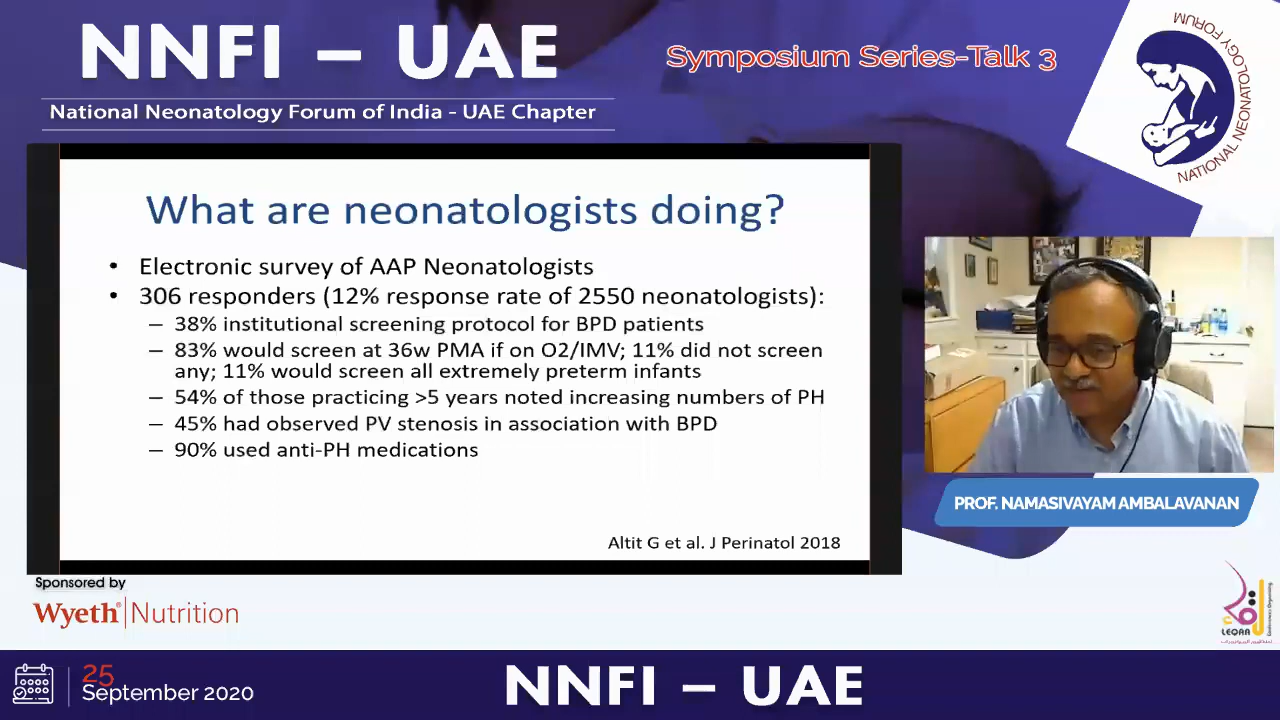 NNFI – UAE
National Neonatology Forum of India - UAE Chapter
Symposium Series-Talk 3
NATIONAL NEONATOLOGY FORUM
What are neonatologists doing?
• Electronic survey of AAP Neonatologists
• 306 responders (12% response rate of 2550 neonatologists):
– 38% institutional screening protocol for BPD patients
– 83% would screen at 36w PMA if on O2/IMV; 11% did not screen
any; 11% would screen all extremely preterm infants
– 54% of those practicing >5 years noted increasing numbers of PH
– 45% had observed PV stenosis in association with BPD
– 90% used anti-PH medications
Altit G et al. J Perinatol 2018
PROF. NAMASIVAYAM AMBALAVANAN
Sponsored by
Wyeth® Nutrition
LEQAA
25
September 2020
NNFI – UAE